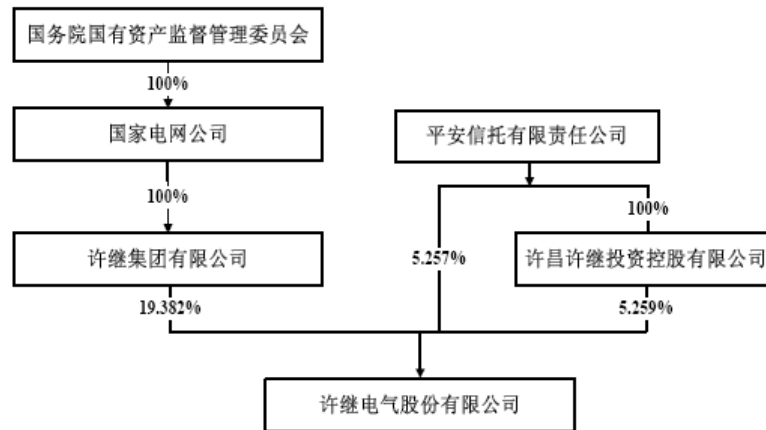 国务院国有资产监督管理委员会
100%
国家电网公司
平安信托有限责任公司
100%
100%
许继集团有限公司
5.257%
许昌许继投资控股有限公司
19.382%
5.259%
许继电气股份有限公司